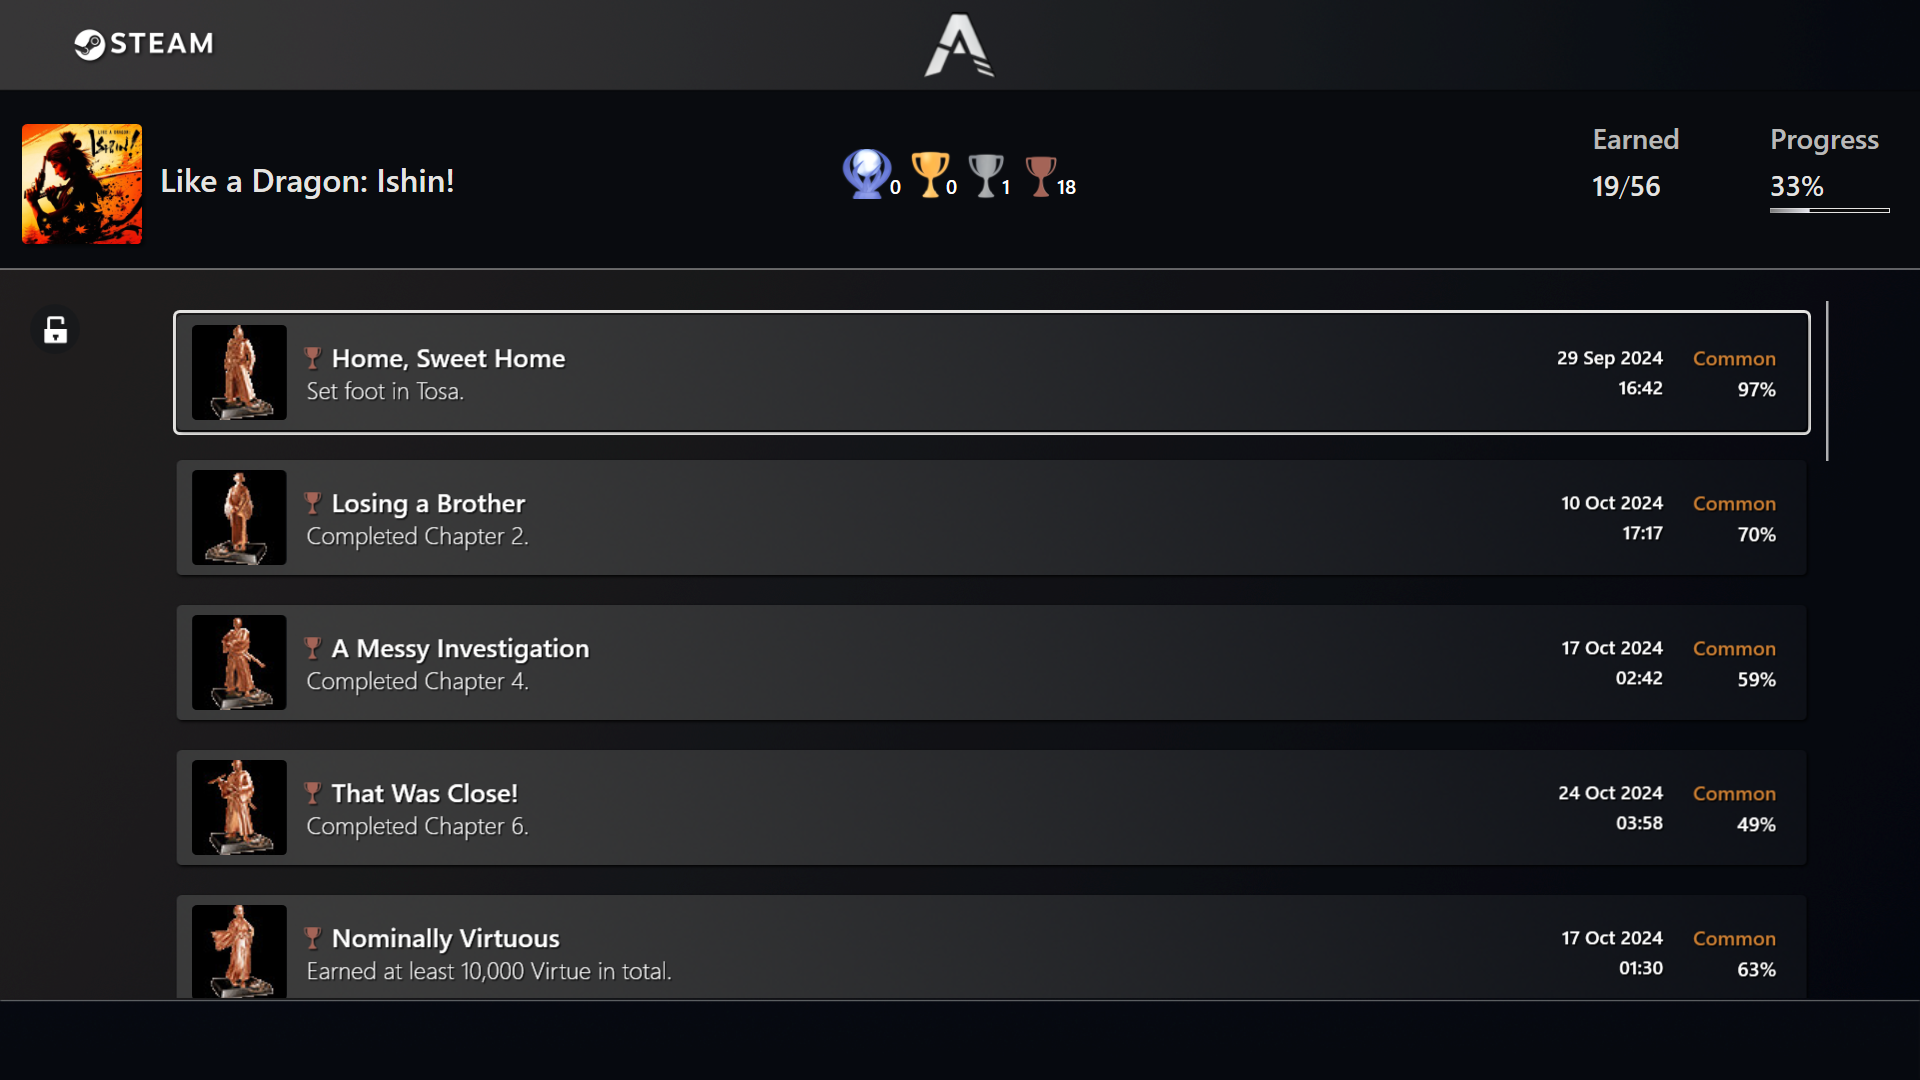 STEAM
LIKE A DRAGON:
ISHIN!
Like a Dragon: Ishin!
0
0
1
18
Earned
19/56
Progress
33%
Home, Sweet Home
Set foot in Tosa.
29 Sep 2024
16:42
Common
97%
Losing a Brother
Completed Chapter 2.
10 Oct 2024
17:17
Common
70%
A Messy Investigation
Completed Chapter 4.
17 Oct 2024
02:42
Common
59%
That Was Close!
Completed Chapter 6.
24 Oct 2024
03:58
Common
49%
Nominally Virtuous
Earned at least 10,000 Virtue in total.
17 Oct 2024
01:30
Common
63%